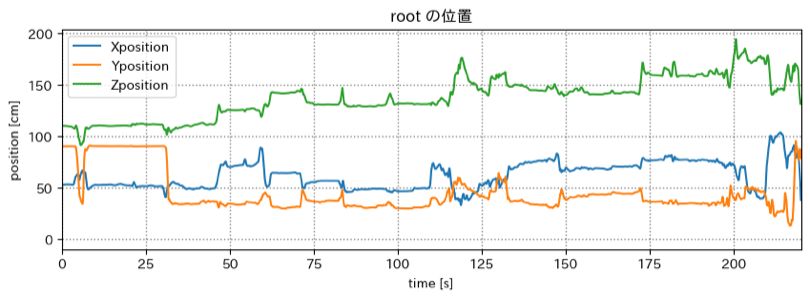 root の位置
Xposition
Yposition
Zposition
position [cm]
200
150
100
50
0
0 25 50 75 100 125 150 175 200
time [s]